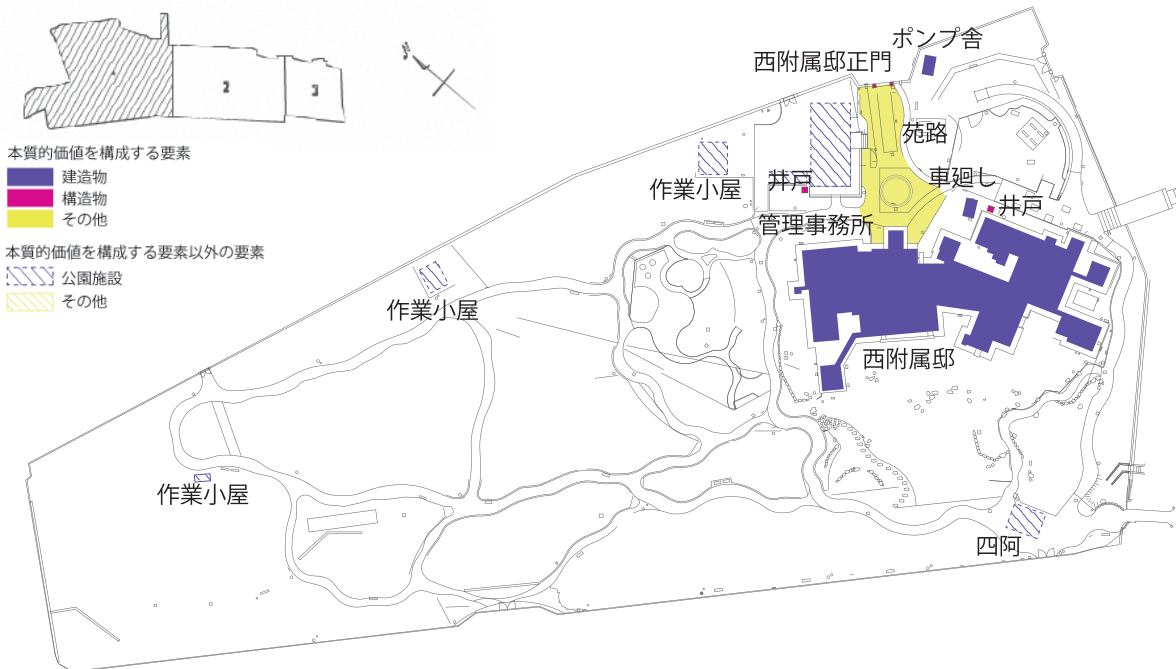 2
3
本質的価値を構成する要素
建造物
構造物
その他
本質的価値を構成する要素以外の要素
公園施設
その他
ポンプ舎
西附属邸正門
苑路
作業小屋
井戸
車廻し
井戸
管理事務所
作業小屋
西附属邸
作業小屋
四阿